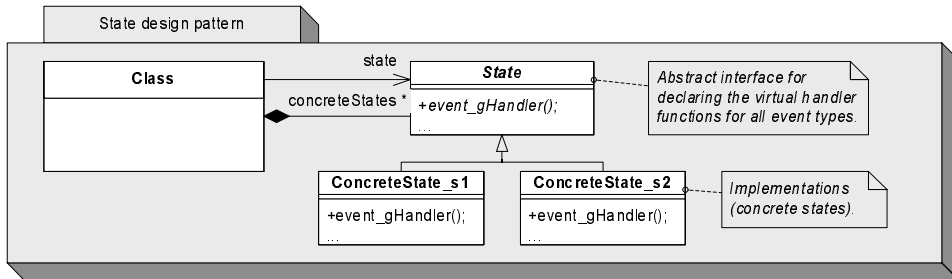 State design pattern
Class
state
concreteStates *
State
+event_gHandler();
...
Abstract interface for
declaring the virtual handler
functions for all event types.
ConcreteState_s1
+event_gHandler();
...
ConcreteState_s2
+event_gHandler();
...
Implementations
(concrete states).